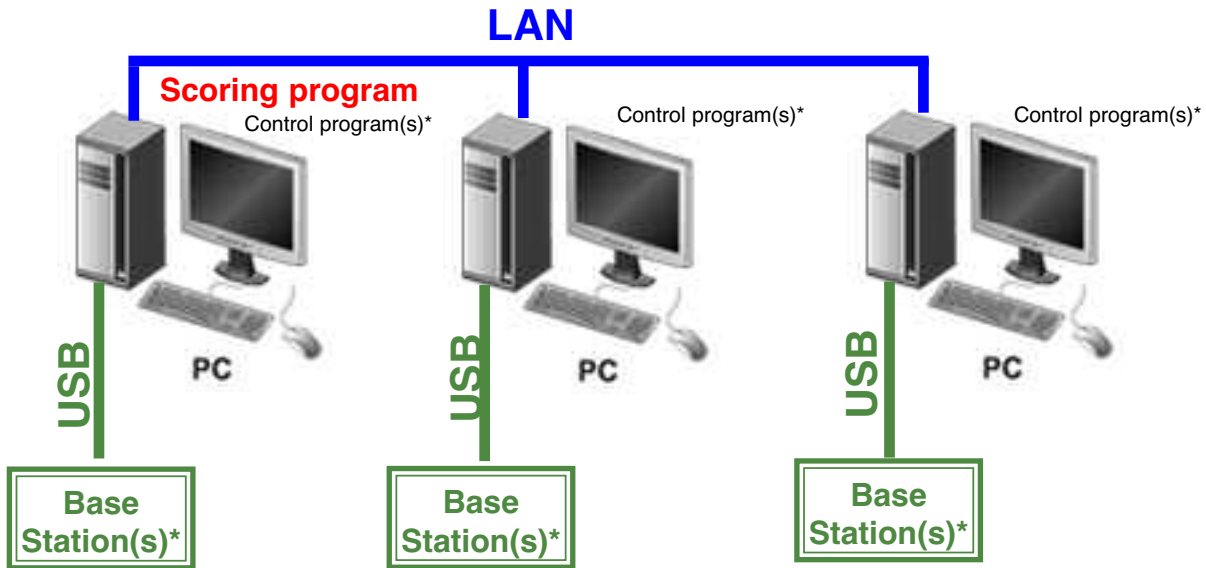 LAN
Scoring program
Control program(s)*
Control program(s)*
Control program(s)*
USB
USB
USB
PC
PC
PC
Base
Station(s)*
Base
Station(s)*
Base
Station(s)*